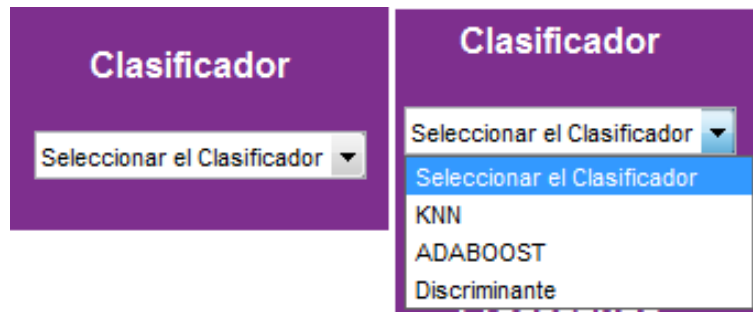 Clasificador
Seleccionar el Clasificador
Clasificador
Seleccionar el Clasificador
Seleccionar el Clasificador
KNN
ADABOOST
Discriminante